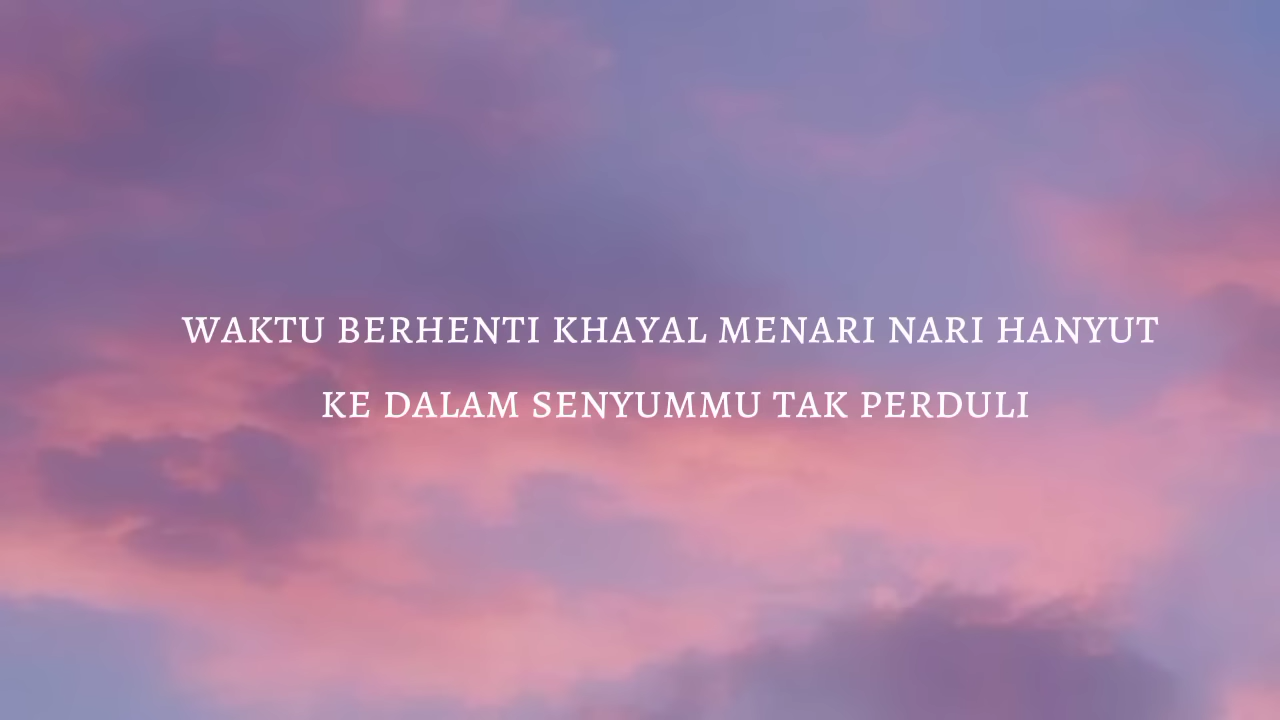 WAKTU BERHENTI KHAYAL MENARI NARI HANYUT
KE DALAM SENYUMMU TAK PERDULI